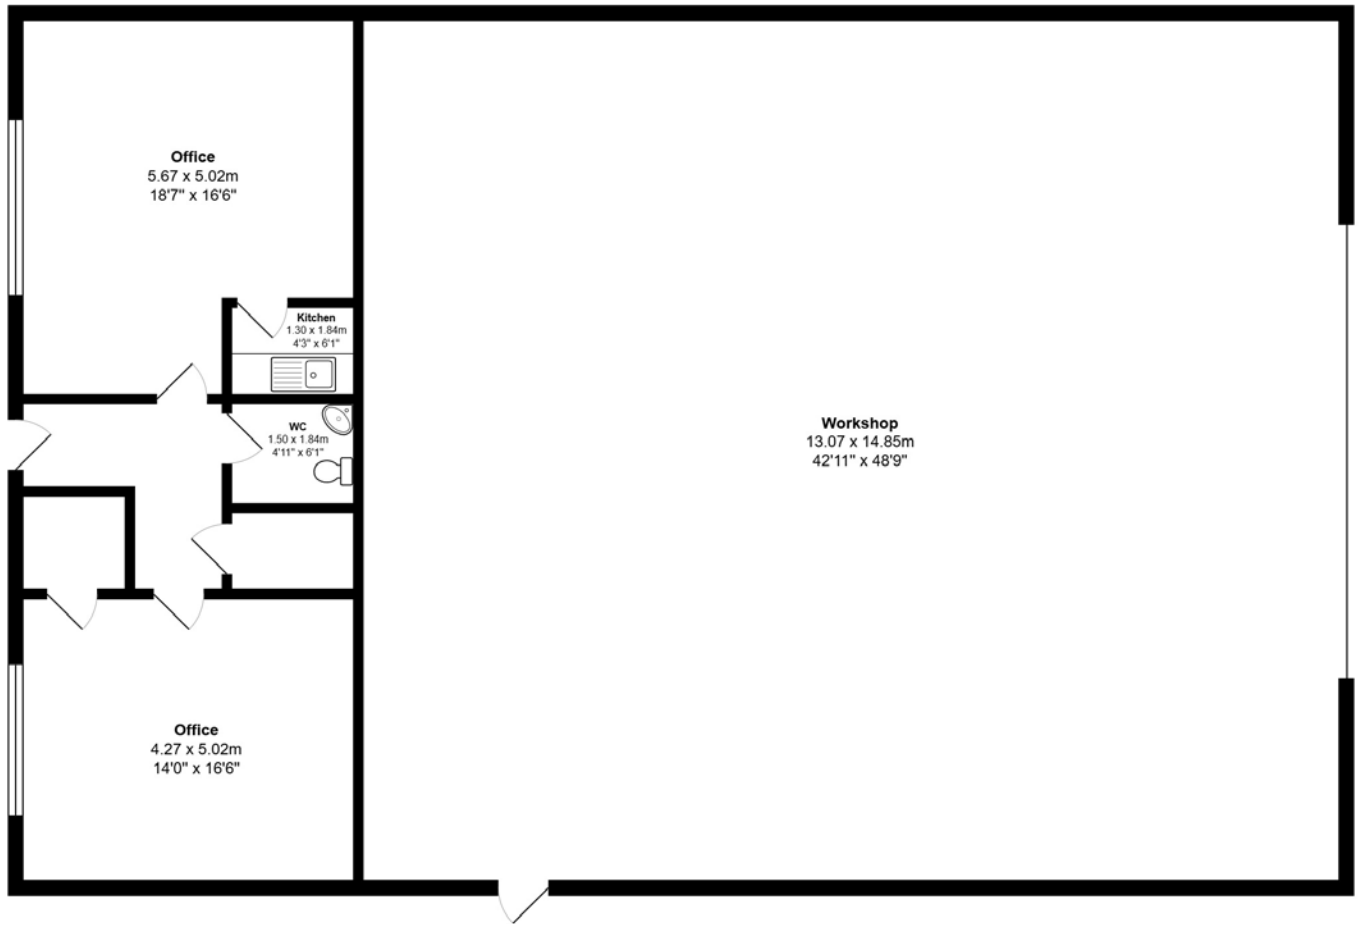 Office
5.67 x 5.02m
18'7" x 16'6"
Kitchen
1.30 x 1.84m
4'3" x 6'1"
WC
1.50 x 1.84m
4'11" x 6'1"
Workshop
13.07 x 14.85m
42'11" x 48'9"
Office
4.27 x 5.02m
14'0" x 16'6"